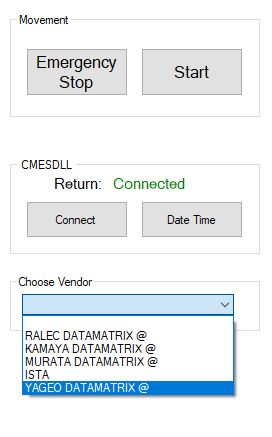 Movement
Emergency
Stop
Start
CMESDLL
Return: Connected
Connect
Date Time
Choose Vendor
RALEC DATAMATRIX @
KAMAYA DATAMATRIX @
MURATA DATAMATRIX @
ISTA
YAGEO DATAMATRIX @